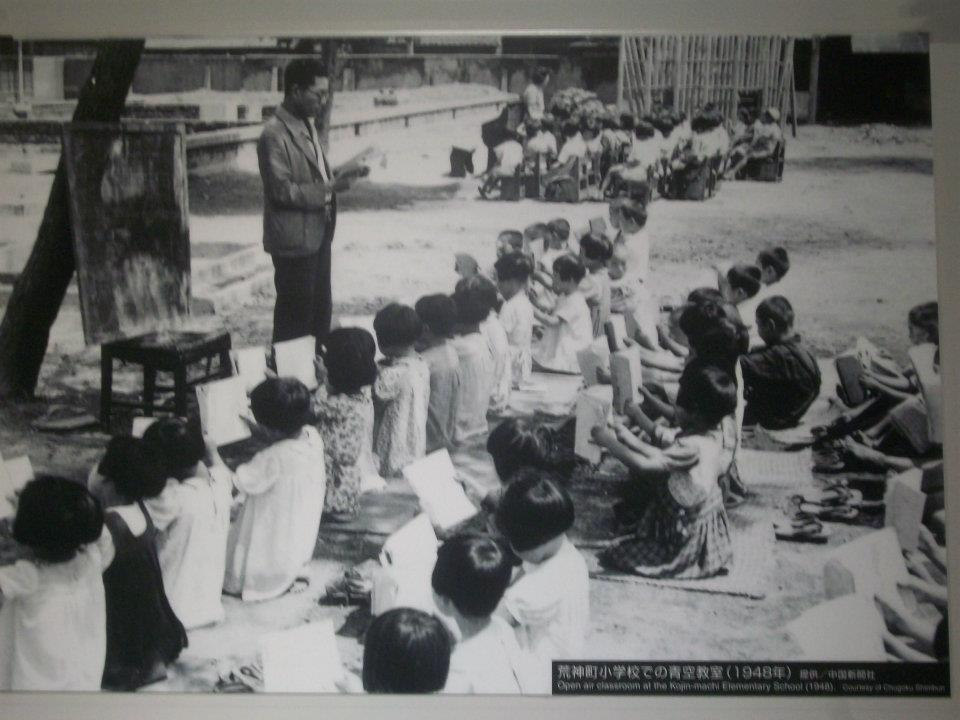 荒神町小学校での青空教室(1948年) 提供／中国新聞社
Open air classroom at the Kojin-machi Elementary School (1948). Courtesy of Chugoku Shimbun